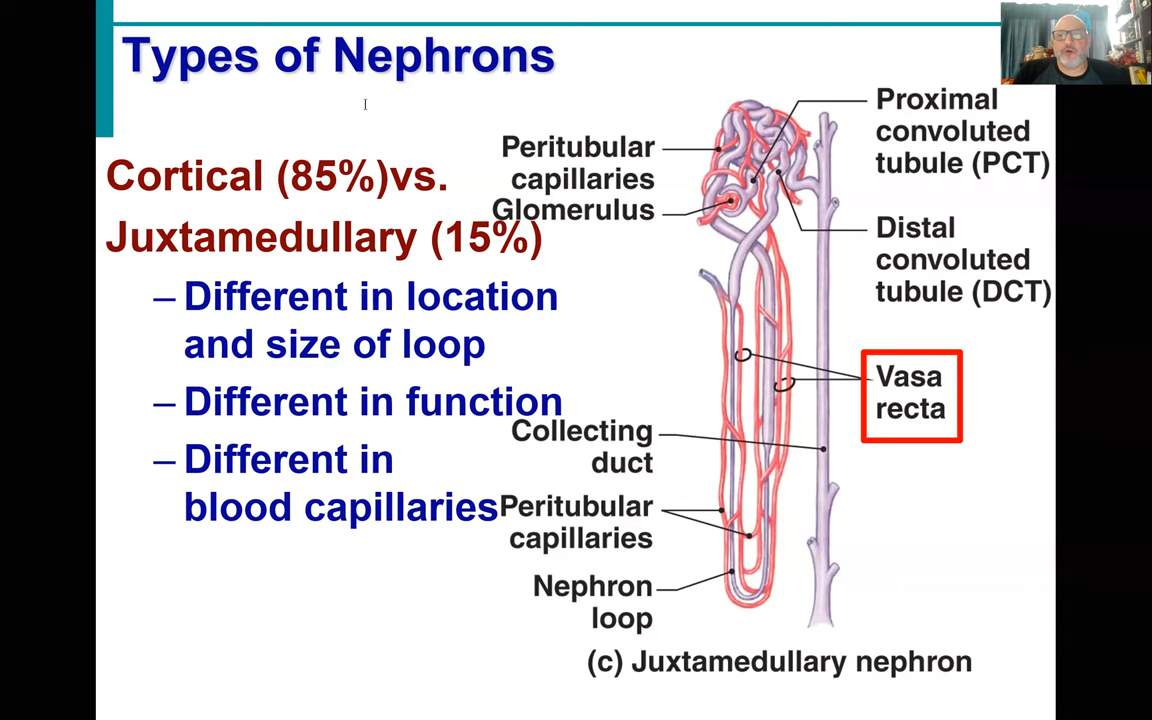 Types of Nephrons
Cortical (85%)vs.
Juxtamedullary (15%)
– Different in location
and size of loop
– Different in function
– Different in
blood capillaries
Peritubular
capillaries
Glomerulus
Proximal
convoluted
tubule (PCT)
Distal
convoluted
tubule (DCT)
Vasa
recta
Collecting
duct
Peritubular
capillaries
Nephron
loop
(c) Juxtamedullary nephron